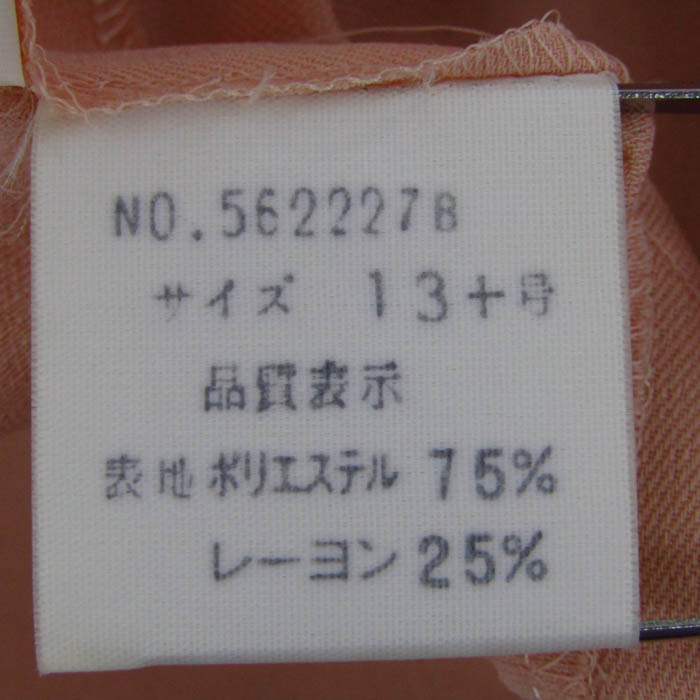 NO.562227B
サイズ 13+号
品質表示
表地 ポリエステル 75%
レーヨン 25%